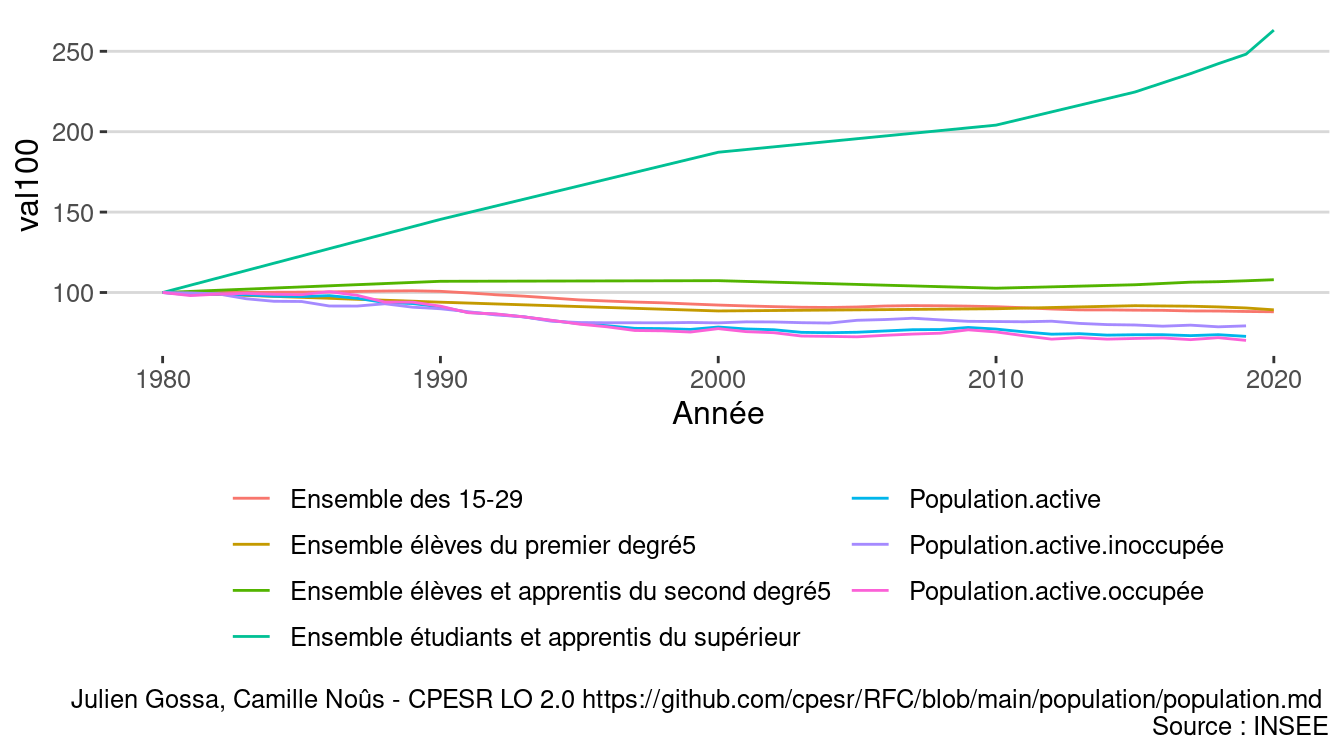 250
200
150
100
val100
1980 1990 2000 2010 2020
Année
Ensemble des 15-29
Ensemble élèves du premier degré5
Ensemble élèves et apprentis du second degré5
Ensemble étudiants et apprentis du supérieur
Population.active
Population.active.inoccupée
Population.active.occupée
Julien Gossa, Camille Noûs - CPESR LO 2.0 https://github.com/cpesr/RFC/blob/main/population/population.md
Source : INSEE